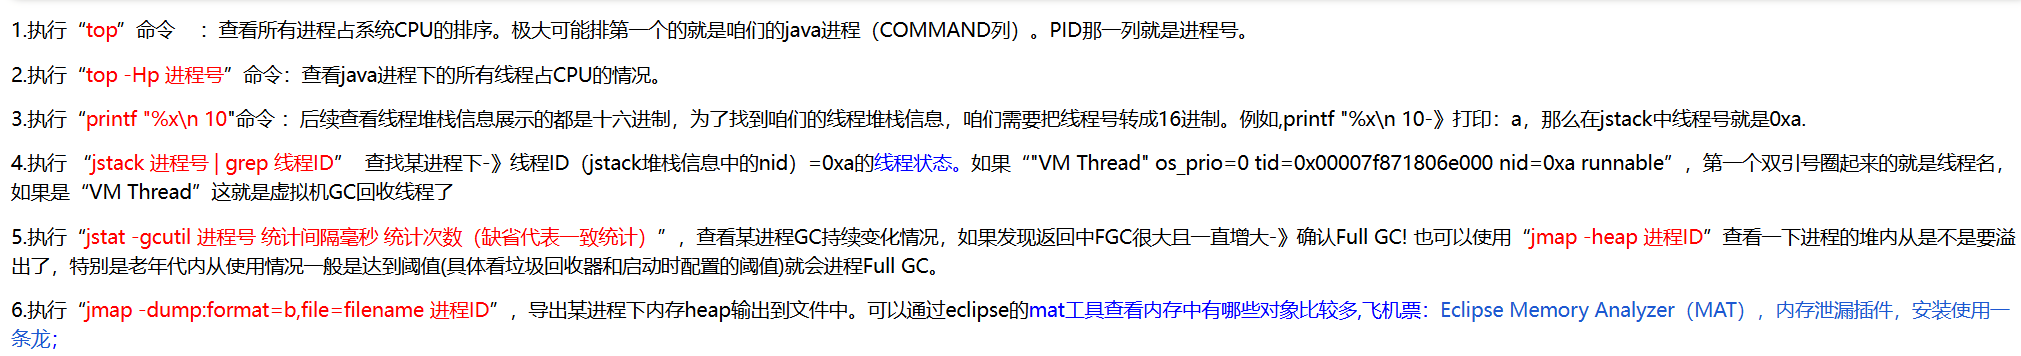 1.执行“top”命令　：查看所有进程占系统CPU的排序。极大可能排第一个的就是咱们的java进程（COMMAND列）。PID那一列就是进程号。
2.执行“top -Hp 进程号”命令：查看java进程下的所有线程占CPU的情况。
3.执行“printf "%x\n 10"命令 ：后续查看线程堆栈信息展示的都是十六进制，为了找到咱们的线程堆栈信息，咱们需要把线程号转成16进制。例如,printf "%x\n 10-》打印：a，那么在jstack中线程号就是0xa.
4.执行 “jstack 进程号 | grep 线程ID”　查找某进程下-》线程ID（jstack堆栈信息中的nid）=0xa的线程状态。如果“"VM Thread" os_prio=0 tid=0x00007f871806e000 nid=0xa runnable”，第一个双引号圈起来的就是线程名，
如果是“VM Thread”这就是虚拟机GC回收线程了
5.执行“jstat -gcutil 进程号 统计间隔毫秒 统计次数（缺省代表一致统计）”，查看某进程GC持续变化情况，如果发现返回中FGC很大且一直增大-》确认Full GC! 也可以使用“jmap -heap 进程ID”查看一下进程的堆内从是不是要溢
出了，特别是老年代内从使用情况一般是达到阈值(具体看垃圾回收器和启动时配置的阈值)就会进程Full GC。
6.执行“jmap -dump:format=b,file=filename 进程ID”，导出某进程下内存heap输出到文件中。可以通过eclipse的mat工具查看内存中有哪些对象比较多,飞机票：Eclipse Memory Analyzer（MAT），内存泄漏插件，安装使用一
条龙；